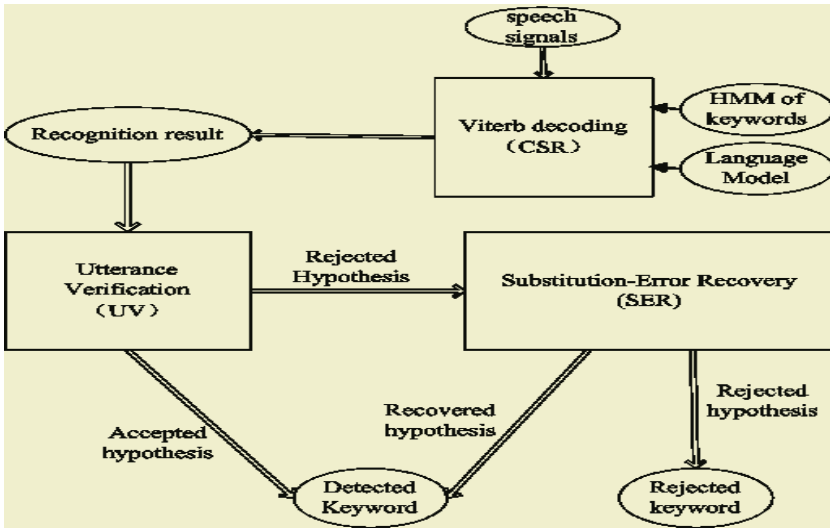 speech
signals
Viterb decoding
(CSR)
HMM of
keywords
Language
Model
Recognition result
Utterance
Verification
(UV)
Rejected
Hypothesis
Substitution-Error Recovery
(SER)
Accepted
hypothesis
Recovered
hypothesis
Rejected
hypothesis
Detected
Keyword
Rejected
keyword